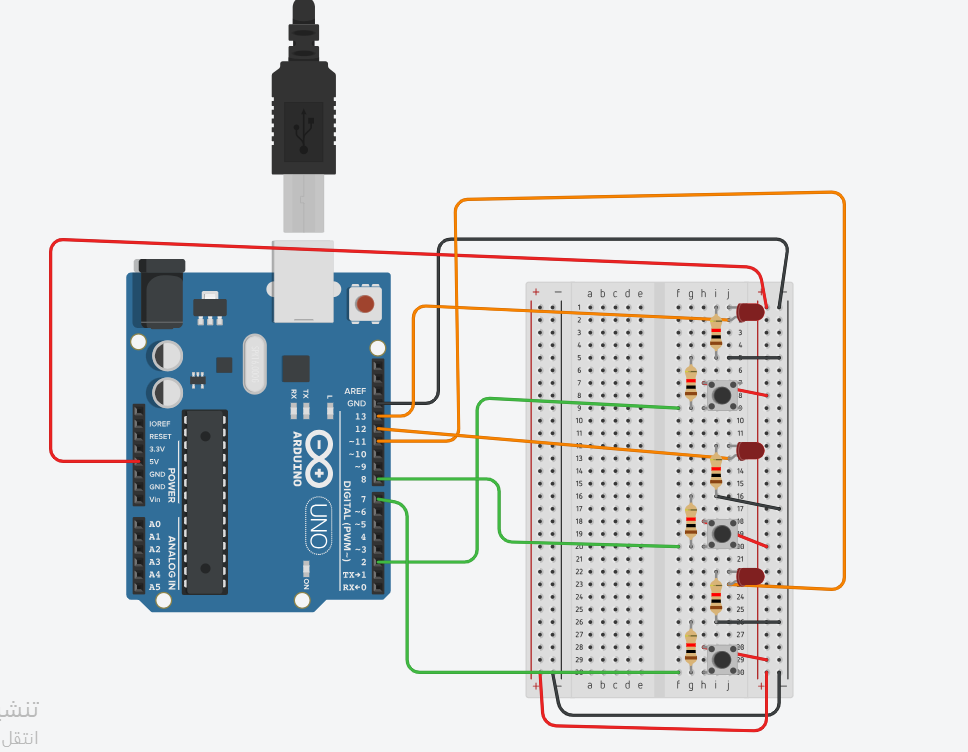 + − a b c d e f g h i j + −
1
2
3
4
5
6
7
8
9
10
11
13
14
15
16
17
18
19
20
21
22
23
24
25
26
27
28
29
30
+ − a b c d e f g h i j + −
IOREF
RESET
3.3V
5V
GND
GND
Vin
POWER
A0
A1
A2
A3
A4
A5
ANALOG IN
RX
TX
L
ARDUINO
UNO
ON
AREF
GND
13
12
~11
~10
~9
8
7
~6
~5
4
~3
2
TX→1
RX←0
DIGITAL (PWM~)
انتقل